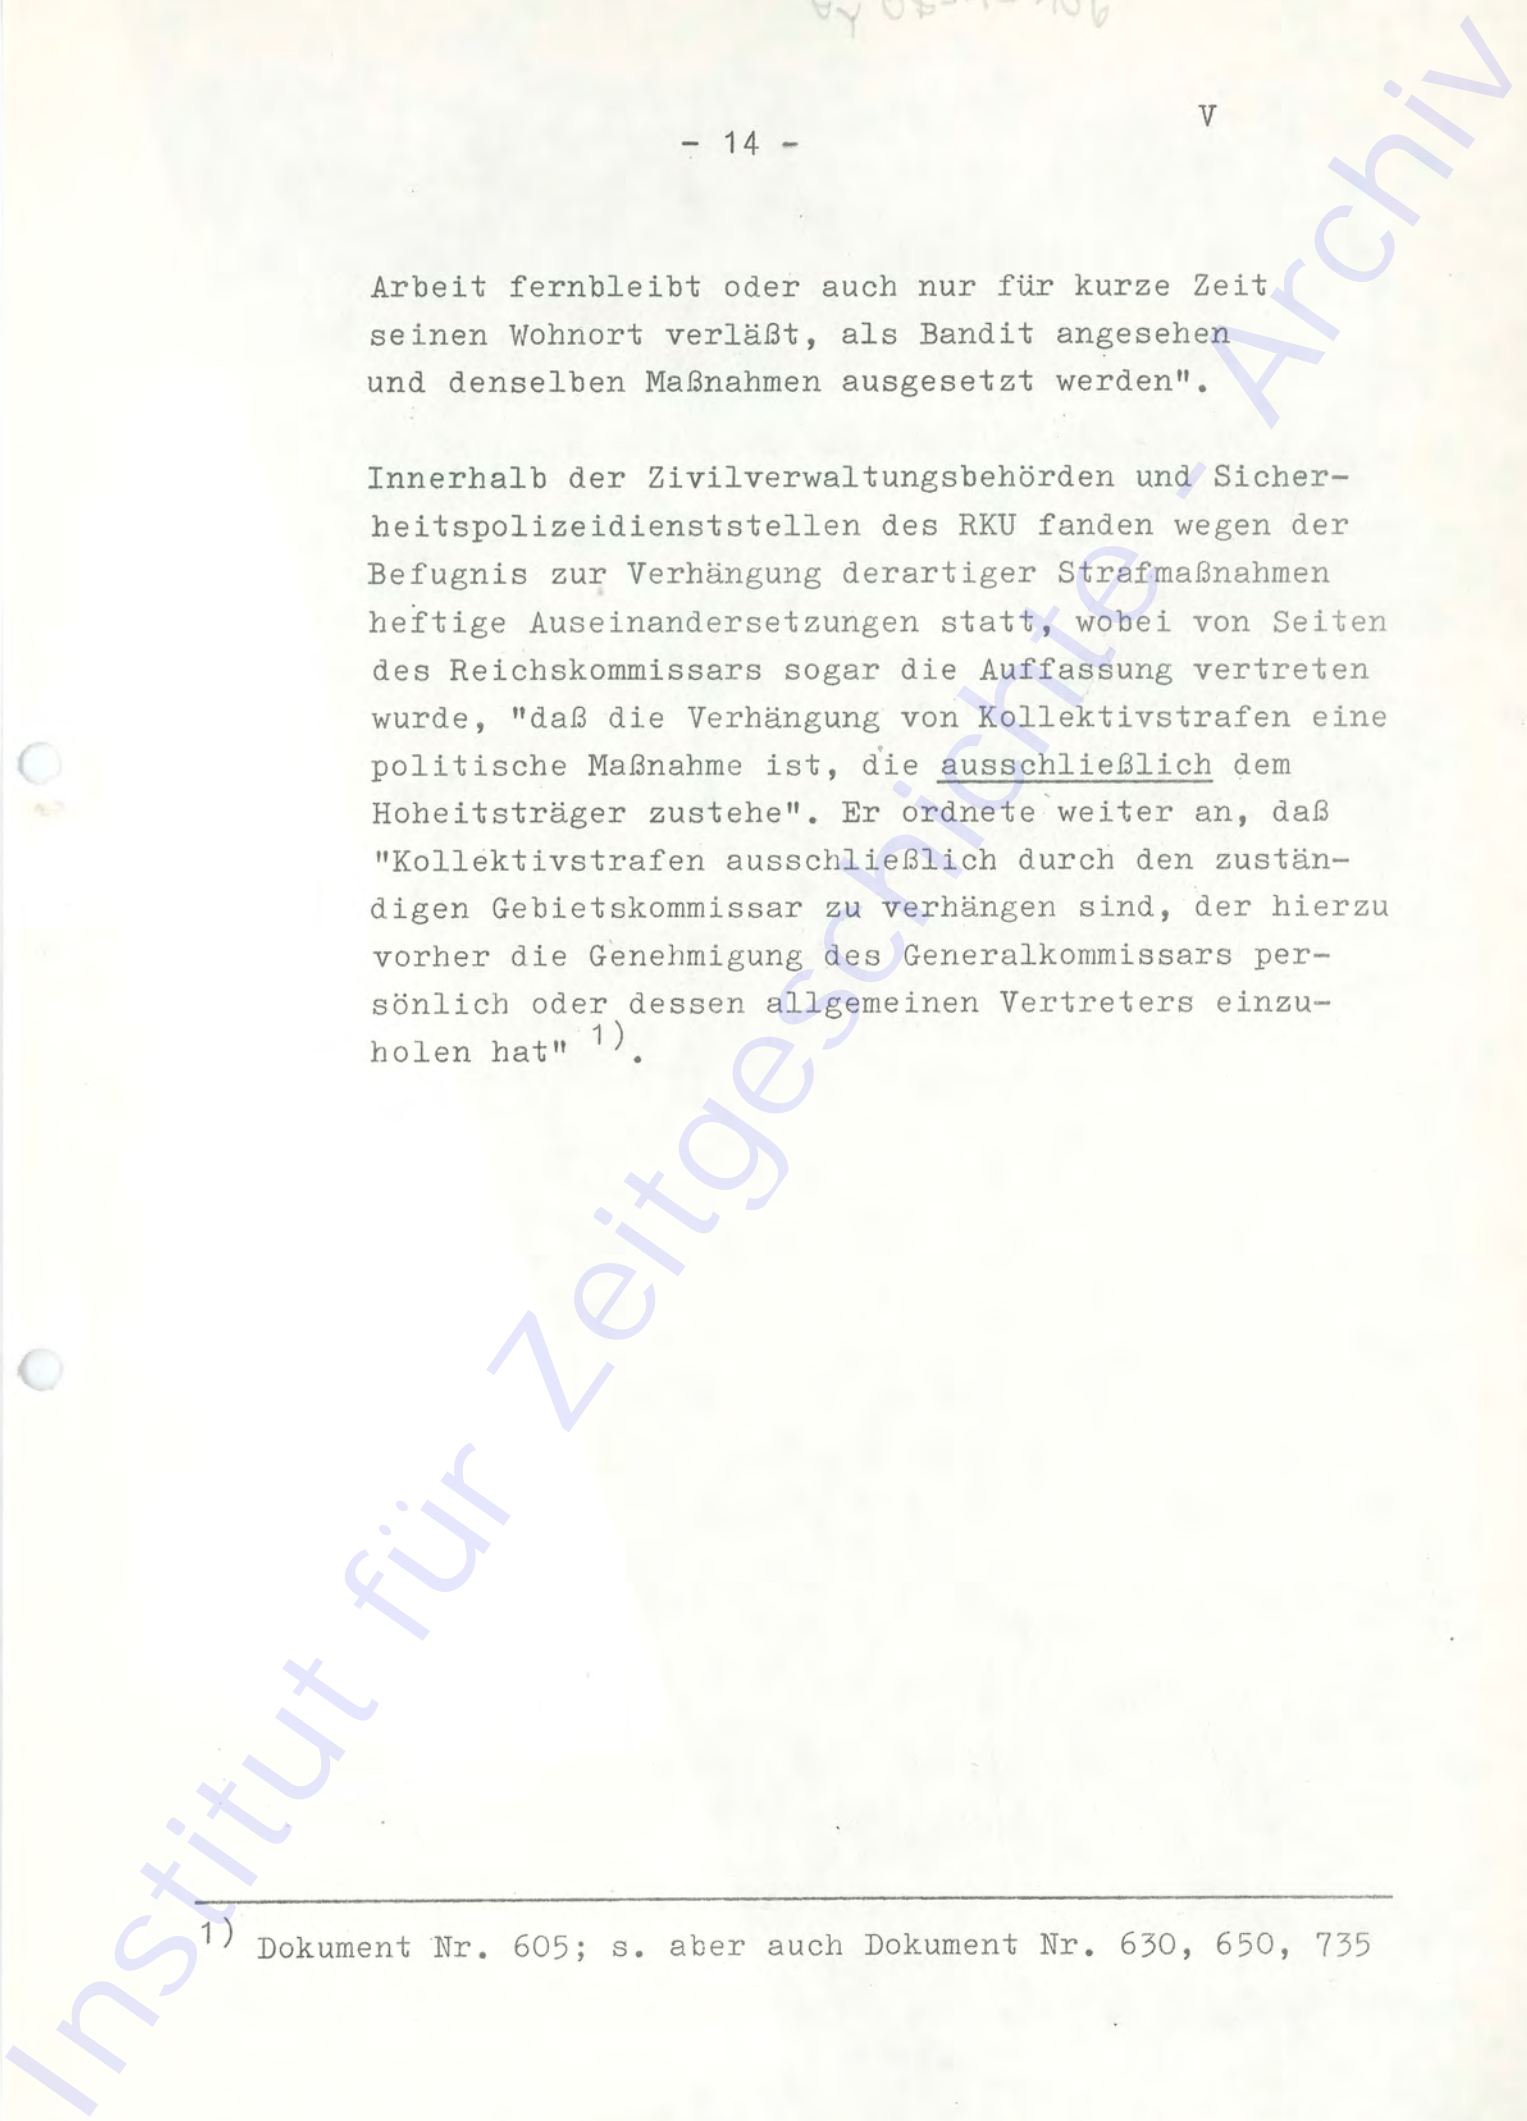 V
- 14 -
Arbeit fernbleibt oder auch nur für kurze Zeit
seinen Wohnort verläßt, als Bandit angesehen
und denselben Maßnahmen ausgesetzt werden".
Innerhalb der Zivilverwaltungsbehörden und Sicher-
heitspolizeidienststellen des RKU fanden wegen der
Befugnis zur Verhängung derartiger Strafmaßnahmen
heftige Auseinandersetzungen statt, wobei von Seiten
des Reichskommissars sogar die Auffassung vertreten
wurde, "daß die Verhängung von Kollektivstrafen eine
politische Maßnahme ist, die ausschließlich dem
Hoheitsträger zustehe". Er ordnete weiter an, daß
"Kollektivstrafen ausschließlich durch den zustän-
digen Gebietskommissar zu verhängen sind, der hierzu
vorher die Genehmigung des Generalkommissars per-
sönlich oder dessen allgemeinen Vertreters einzu-
holen hat" 1).
1) Dokument Nr. 605; s. aber auch Dokument Nr. 630, 650, 735
Institut für Zeitgeschichte - Archiv